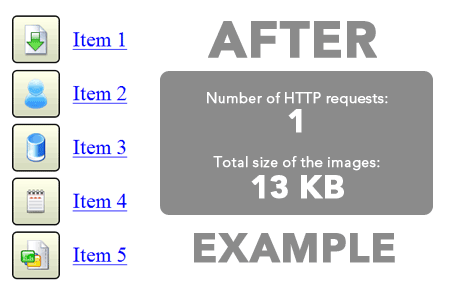 Item 1
Item 2
Item 3
Item 4
Item 5
AFTER
Number of HTTP requests:
1
Total size of the images:
13 KB
EXAMPLE